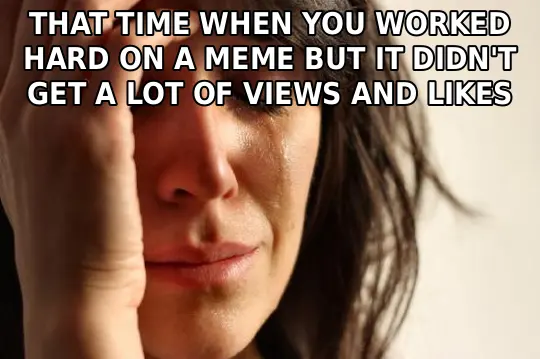 THAT TIME WHEN YOU WORKED
HARD ON A MEME BUT IT DIDN'T
GET A LOT OF VIEWS AND LIKES